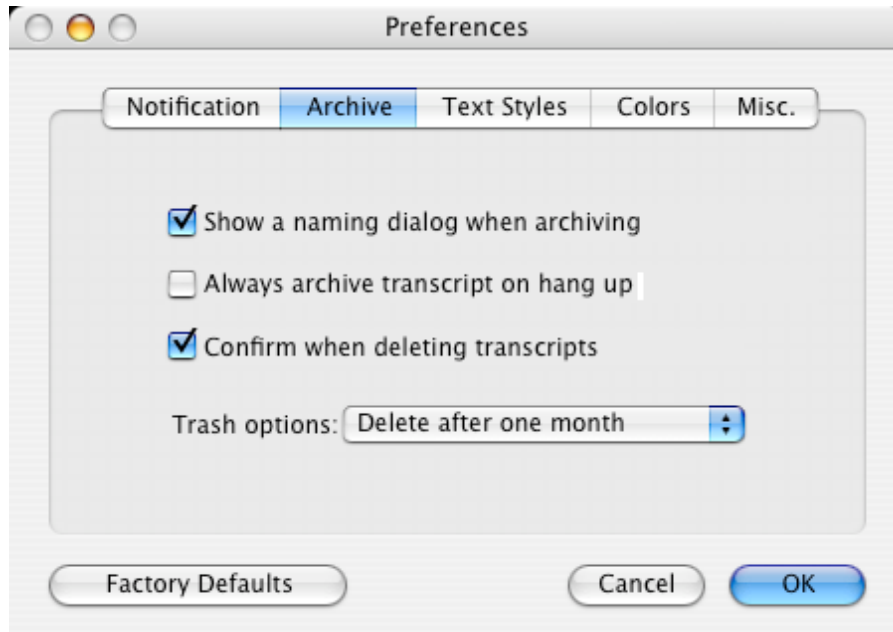 Preferences
Notification Archive Text Styles Colors Misc.
Show a naming dialog when archiving
Always archive transcript on hang up
Confirm when deleting transcripts
Trash options: Delete after one month
Factory Defaults Cancel OK